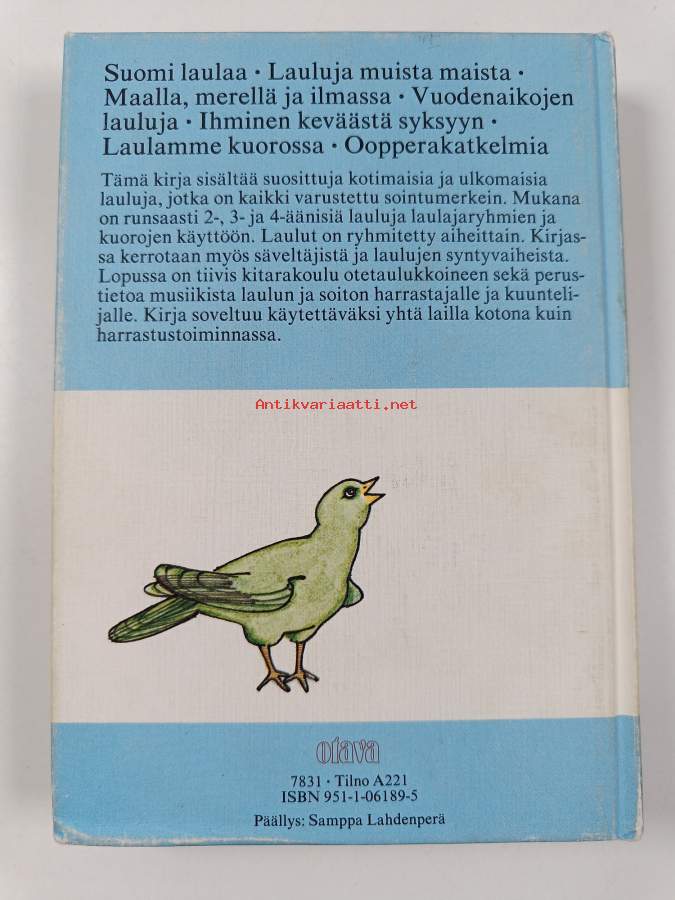 Suomi laulaa · Lauluja muista maista ·
Maalla, merellä ja ilmassa · Vuodenaikojen
lauluja · Ihminen keväästä syksyyn ·
Laulamme kuorossa · Oopperakatkelmia
Tämä kirja sisältää suosittuja kotimaisia ja ulkomaisia
lauluja, jotka on kaikki varustettu sointumerkein. Mukana
on runsaasti 2-, 3- ja 4-äänisiä lauluja laulajaryhmien ja
kuorojen käyttöön. Laulut on ryhmitetty aiheittain. Kirjas-
sa kerrotaan myös säveltäjistä ja laulujen syntyvaiheista.
Lopussa on tiivis kitarakoulu otetaulukkoineen sekä perus-
tietoa musiikista laulun ja soiton harrastajalle ja kuunteli-
jalle. Kirja soveltuu käytettäväksi yhtä lailla kotona kuin
harrastustoiminnassa.
Antikvariaatti.net
otava
7831 · Tilno A221
ISBN 951-1-06189-5
Päällys: Samppa Lahdenperä